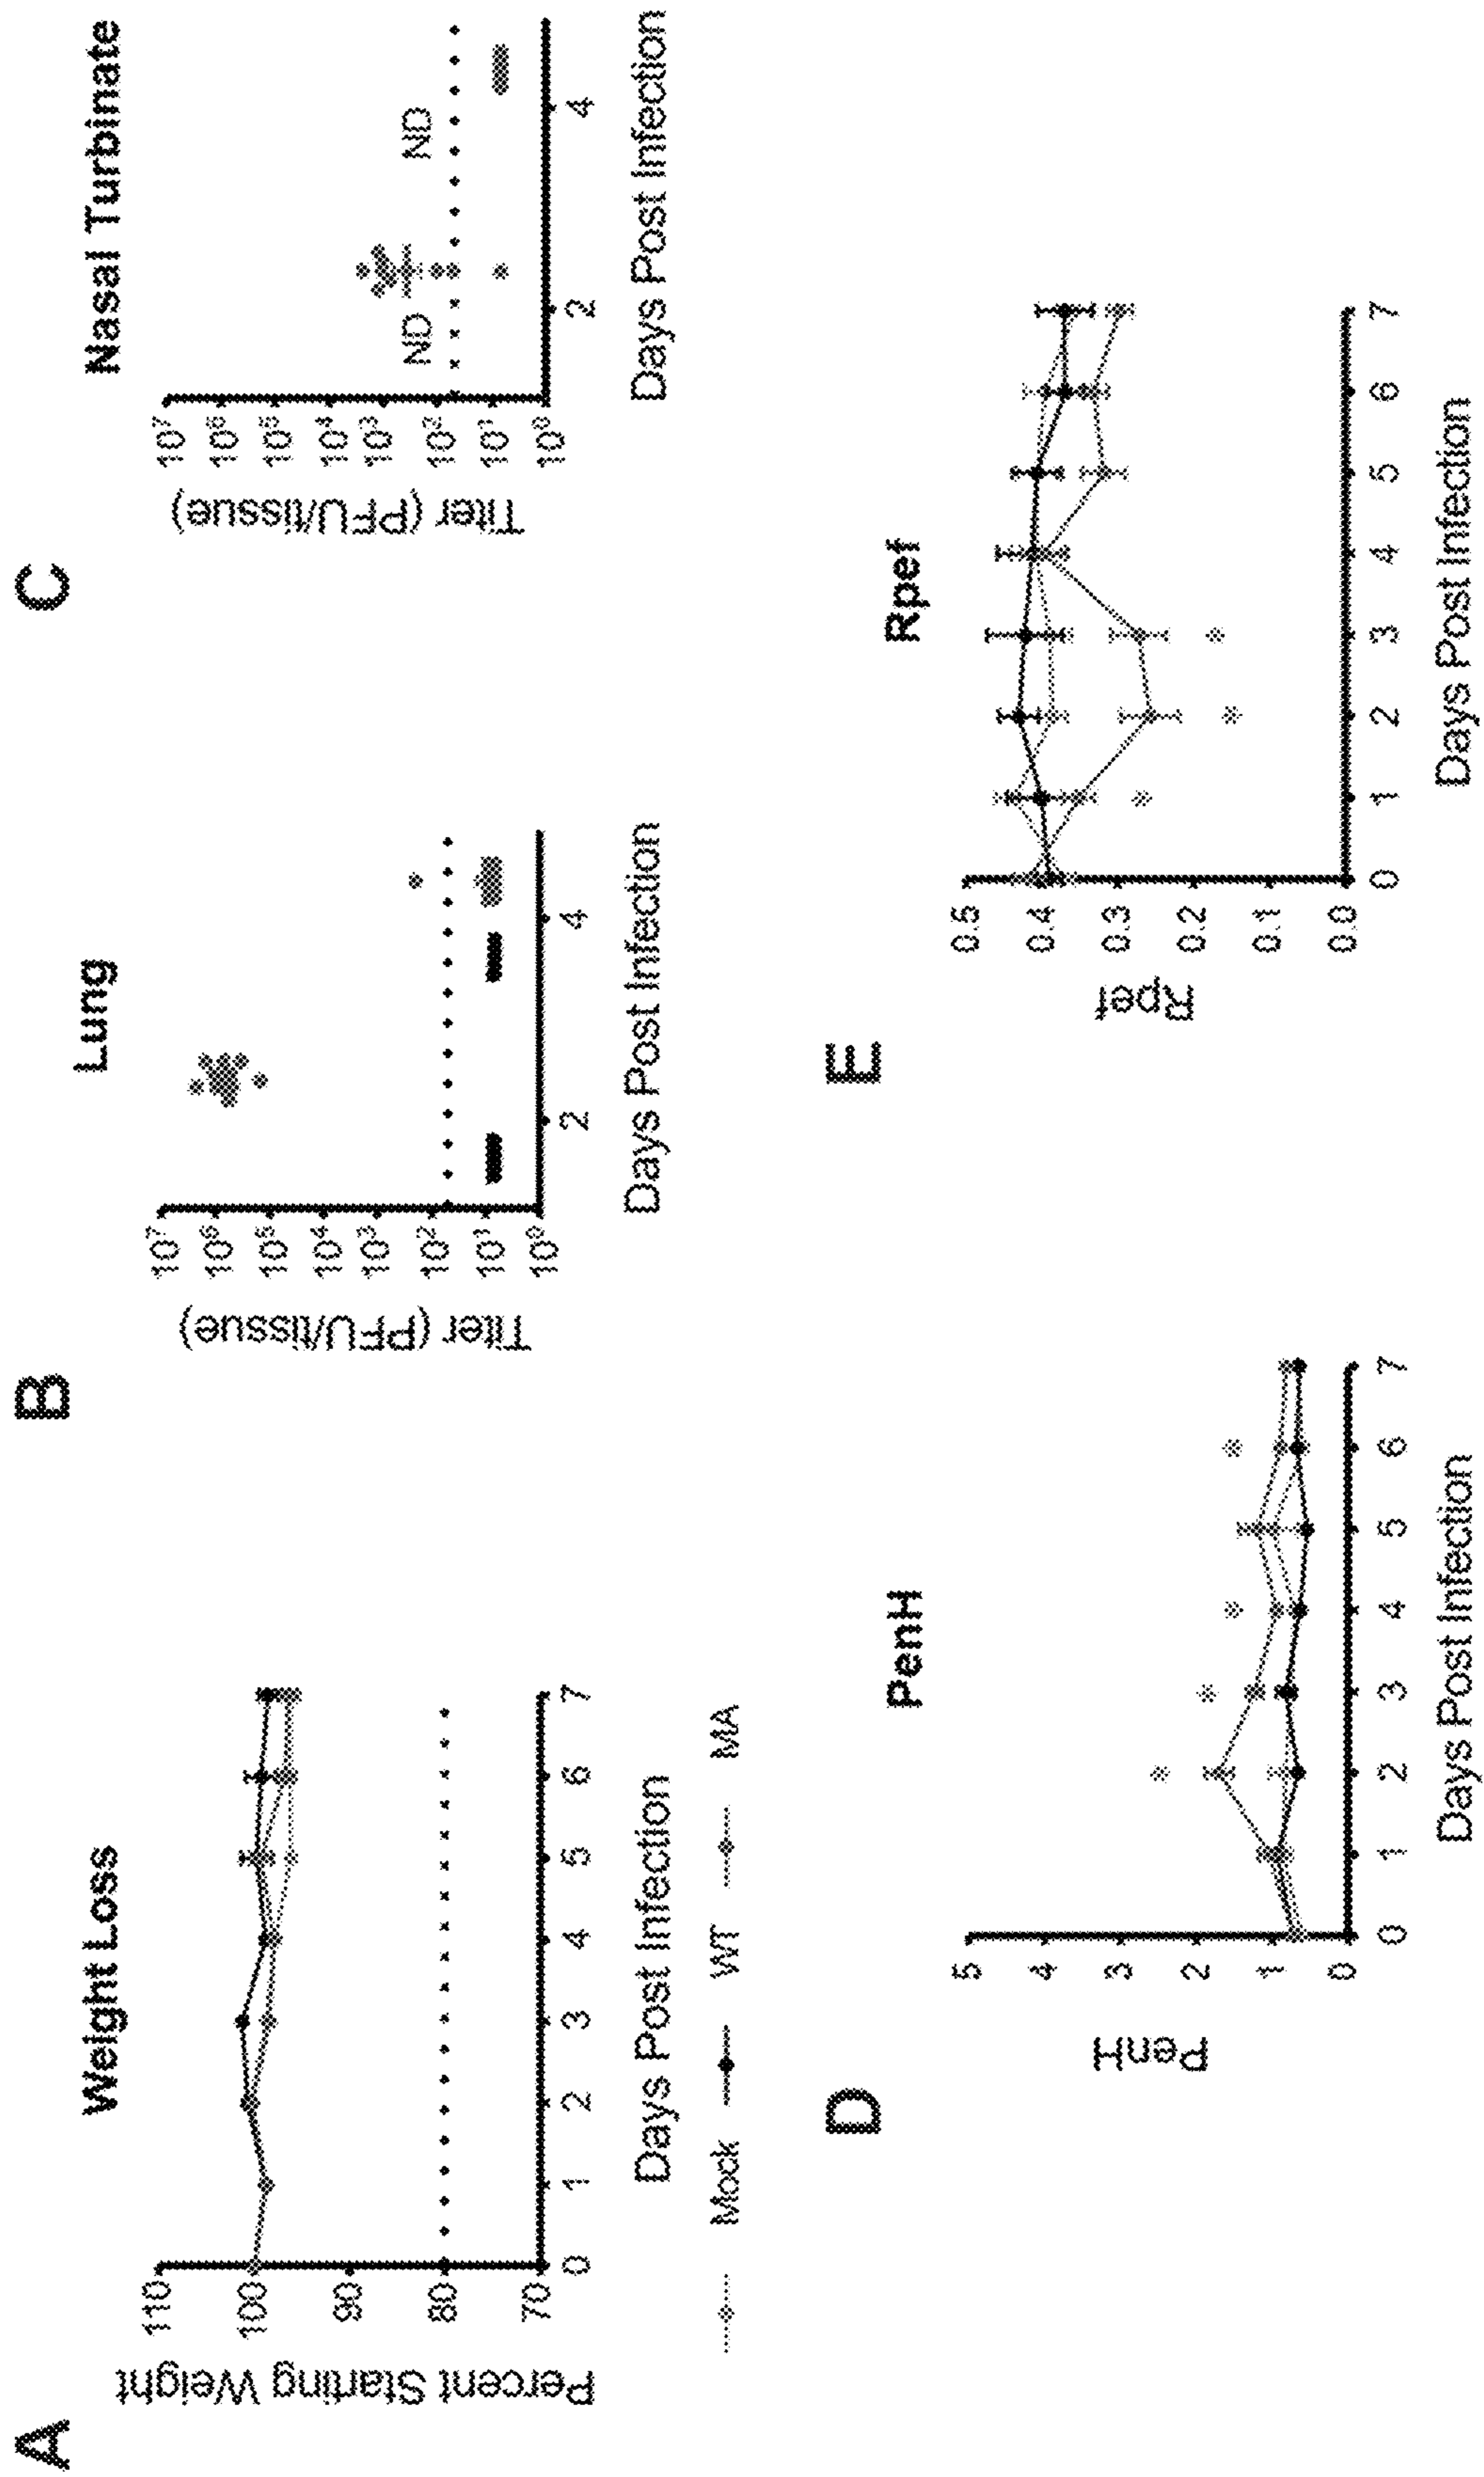 A
Weight Loss
Percent Starting Weight
110
100
90
80
70
0 1 2 3 4 5 6 7
Days Post Infection
Mock WT MA
B
Lung
Titer (PFU/tissue)
10⁷
10⁶
10⁵
10⁴
10³
10²
10¹
10⁰
2 4
Days Post Infection
C
Nasal Turbinate
Titer (PFU/tissue)
10⁷
10⁶
10⁵
10⁴
10³
10²
10¹
10⁰
ND ND
2 4
Days Post Infection
D
PenH
PenH
5
4
3
2
1
0
* * * *
0 1 2 3 4 5 6 7
Days Post Infection
E
Rpef
Rpef
0.5
0.4
0.3
0.2
0.1
0.0
* * *
0 1 2 3 4 5 6 7
Days Post Infection